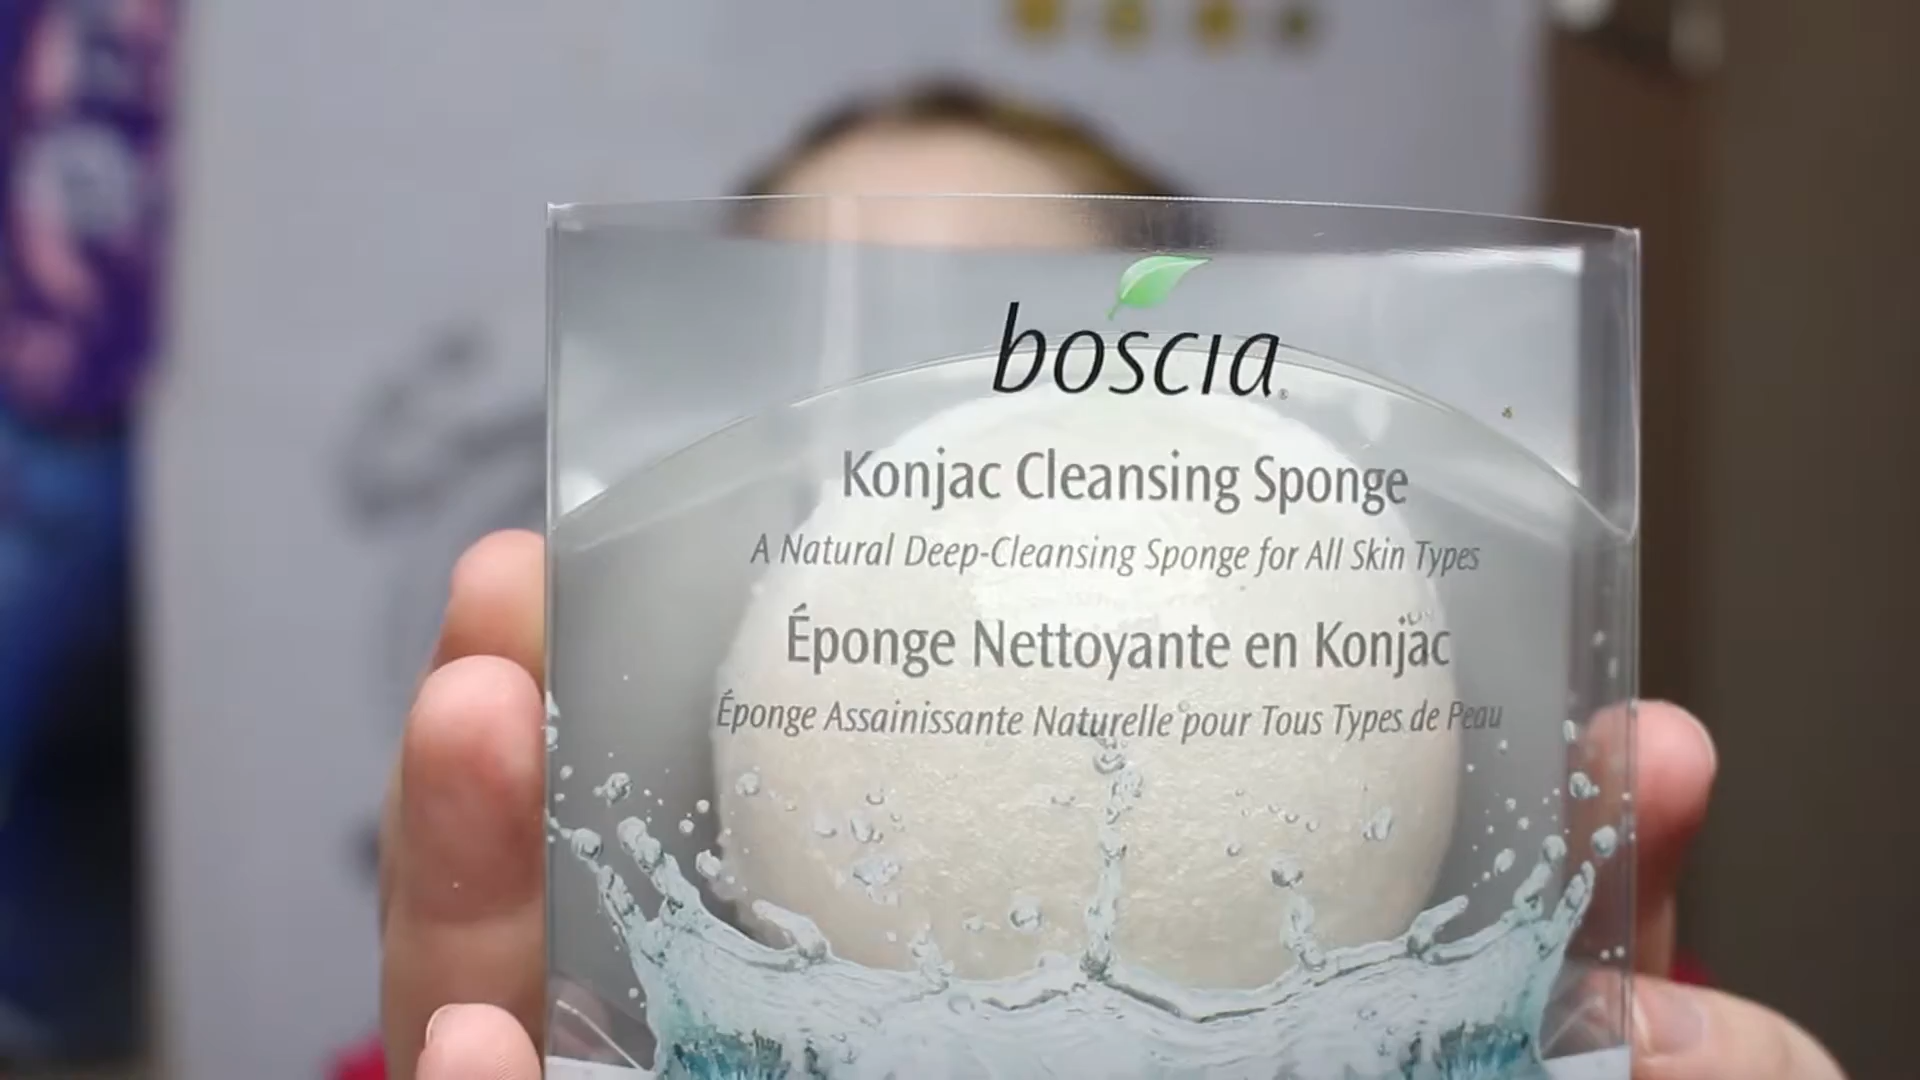 boscia®
Konjac Cleansing Sponge
A Natural Deep-Cleansing Sponge for All Skin Types
Éponge Nettoyante en Konjac
Éponge Assainissante Naturelle pour Tous Types de Peau